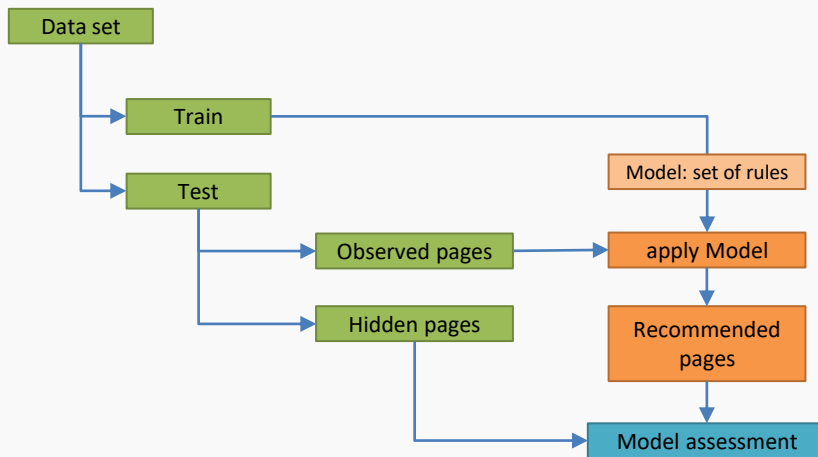 Data set
Train
Model: set of rules
Test
Observed pages
apply Model
Hidden pages
Recommended
pages
Model assessment